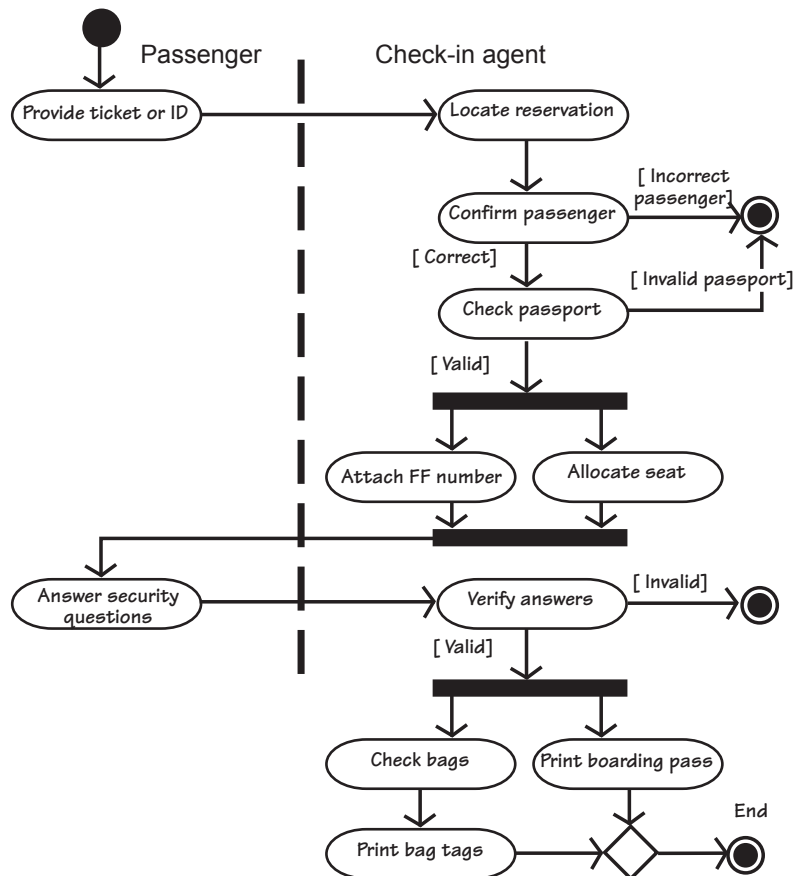 Passenger
Check-in agent
Provide ticket or ID
Locate reservation
[ Incorrect
passenger]
Confirm passenger
[ Correct]
[ Invalid passport]
Check passport
[ Valid]
Attach FF number
Allocate seat
Answer security
questions
Verify answers
[ Invalid]
[ Valid]
Check bags
Print boarding pass
End
Print bag tags